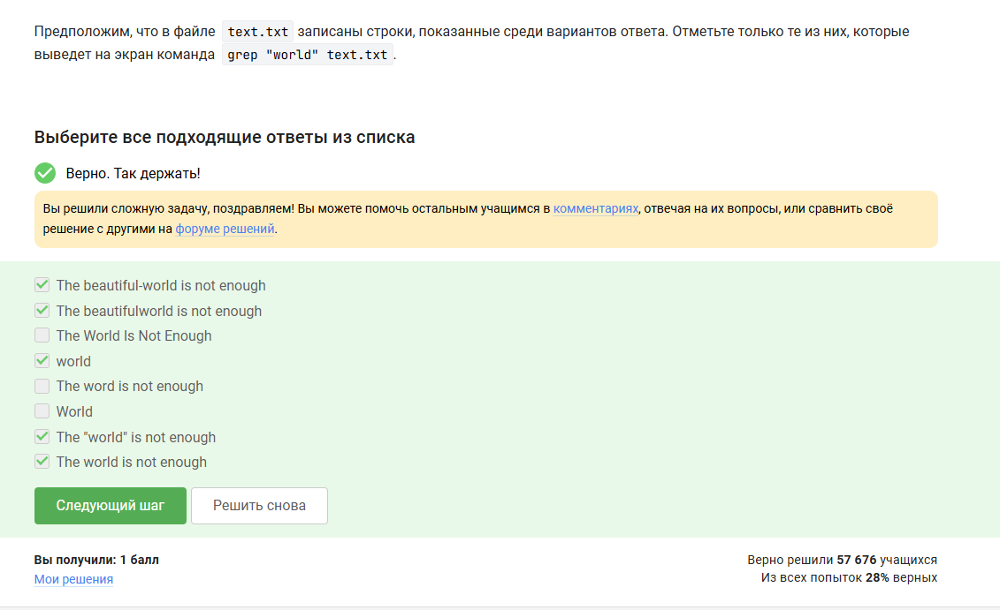 Предположим, что в файле text.txt записаны строки, показанные среди вариантов ответа. Отметьте только те из них, которые
выведет на экран команда grep "world" text.txt.
Выберите все подходящие ответы из списка
Верно. Так держать!
Вы решили сложную задачу, поздравляем! Вы можете помочь остальным учащимся в комментариях, отвечая на их вопросы, или сравнить своё
решение с другими на форуме решений.
The beautiful-world is not enough
The beautifulworld is not enough
The World Is Not Enough
world
The word is not enough
World
The "world" is not enough
The world is not enough
Следующий шаг Решить снова
Вы получили: 1 балл
Мои решения
Верно решили 57 676 учащихся
Из всех попыток 28% верных